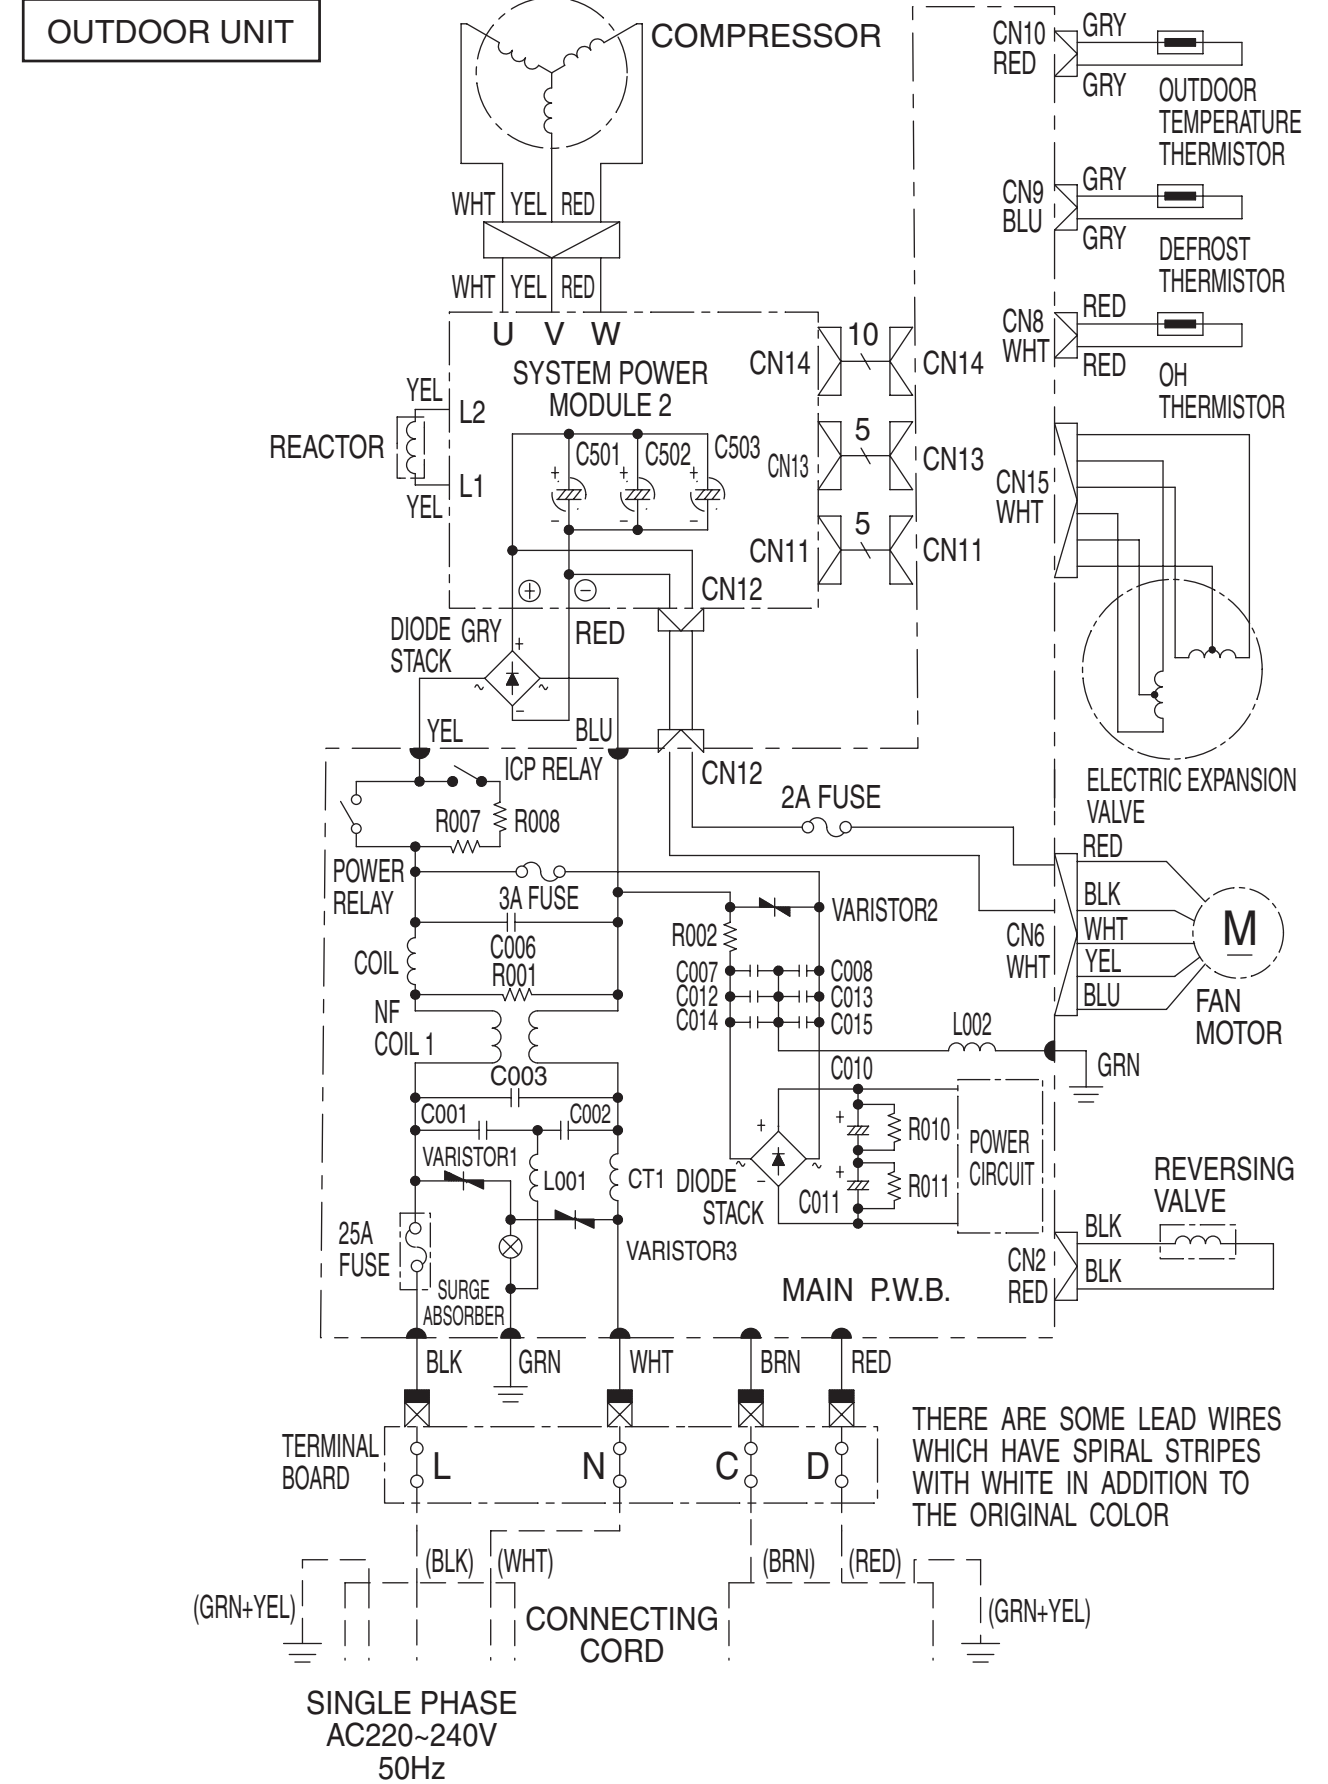 OUTDOOR UNIT
COMPRESSOR
WHT YEL RED
WHT YEL RED
U V W
SYSTEM POWER
MODULE 2
YEL
L2
REACTOR
L1
YEL
C501
C502
C503
+
+
+
−
−
−
CN14
10
CN14
CN13
5
CN13
CN11
5
CN11
+
−
CN12
DIODE
STACK
GRY
RED
+
~
~
−
YEL
BLU
CN12
CN10
RED
GRY
GRY
OUTDOOR
TEMPERATURE
THERMISTOR
CN9
BLU
GRY
GRY
DEFROST
THERMISTOR
CN8
WHT
RED
RED
OH
THERMISTOR
CN15
WHT
ELECTRIC EXPANSION
VALVE
ICP RELAY
R007
R008
POWER
RELAY
3A FUSE
2A FUSE
C006
R001
COIL
NF
COIL 1
C003
C001
C002
VARISTOR1
L001
CT1
25A
FUSE
SURGE
ABSORBER
VARISTOR3
VARISTOR2
R002
C007
C008
C012
C013
C014
C015
L002
GRN
CN6
WHT
RED
BLK
WHT
YEL
BLU
M
FAN
MOTOR
C010
+
R010
+
R011
C011
POWER
CIRCUIT
DIODE
STACK
+
~
~
−
REVERSING
VALVE
CN2
RED
BLK
BLK
MAIN P.W.B.
BLK
GRN
WHT
BRN
RED
TERMINAL
BOARD
L
N
C
D
THERE ARE SOME LEAD WIRES
WHICH HAVE SPIRAL STRIPES
WITH WHITE IN ADDITION TO
THE ORIGINAL COLOR
(BLK)
(WHT)
(BRN)
(RED)
(GRN+YEL)
(GRN+YEL)
CONNECTING
CORD
SINGLE PHASE
AC220~240V
50Hz